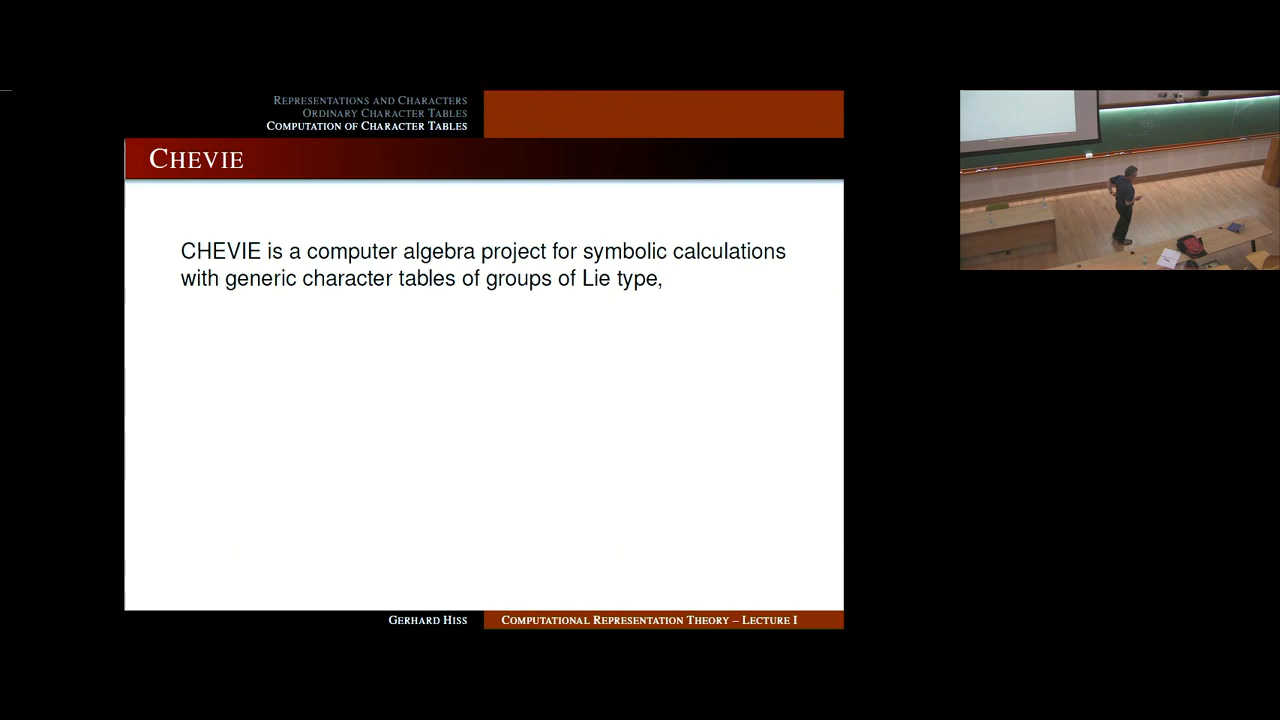 REPRESENTATIONS AND CHARACTERS
ORDINARY CHARACTER TABLES
COMPUTATION OF CHARACTER TABLES
CHEVIE
CHEVIE is a computer algebra project for symbolic calculations
with generic character tables of groups of Lie type,
GERHARD HISS
COMPUTATIONAL REPRESENTATION THEORY – LECTURE I